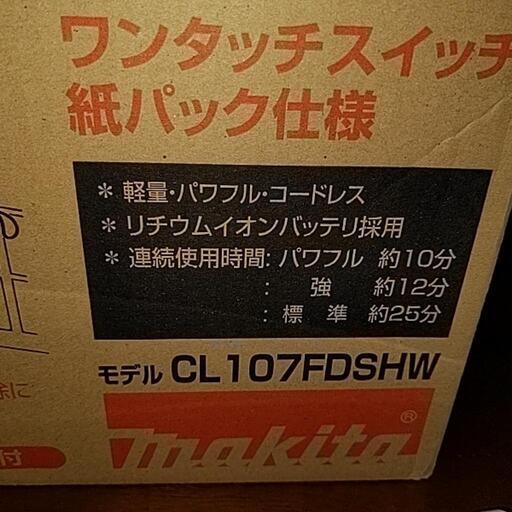 ワンタッチスイッチ
紙パック仕様
＊ 軽量・パワフル・コードレス
＊ リチウムイオンバッテリ採用
＊ 連続使用時間: パワフル 約10分
: 強 約12分
: 標準 約25分
モデル CL107FDSHW
除に
付
makita®